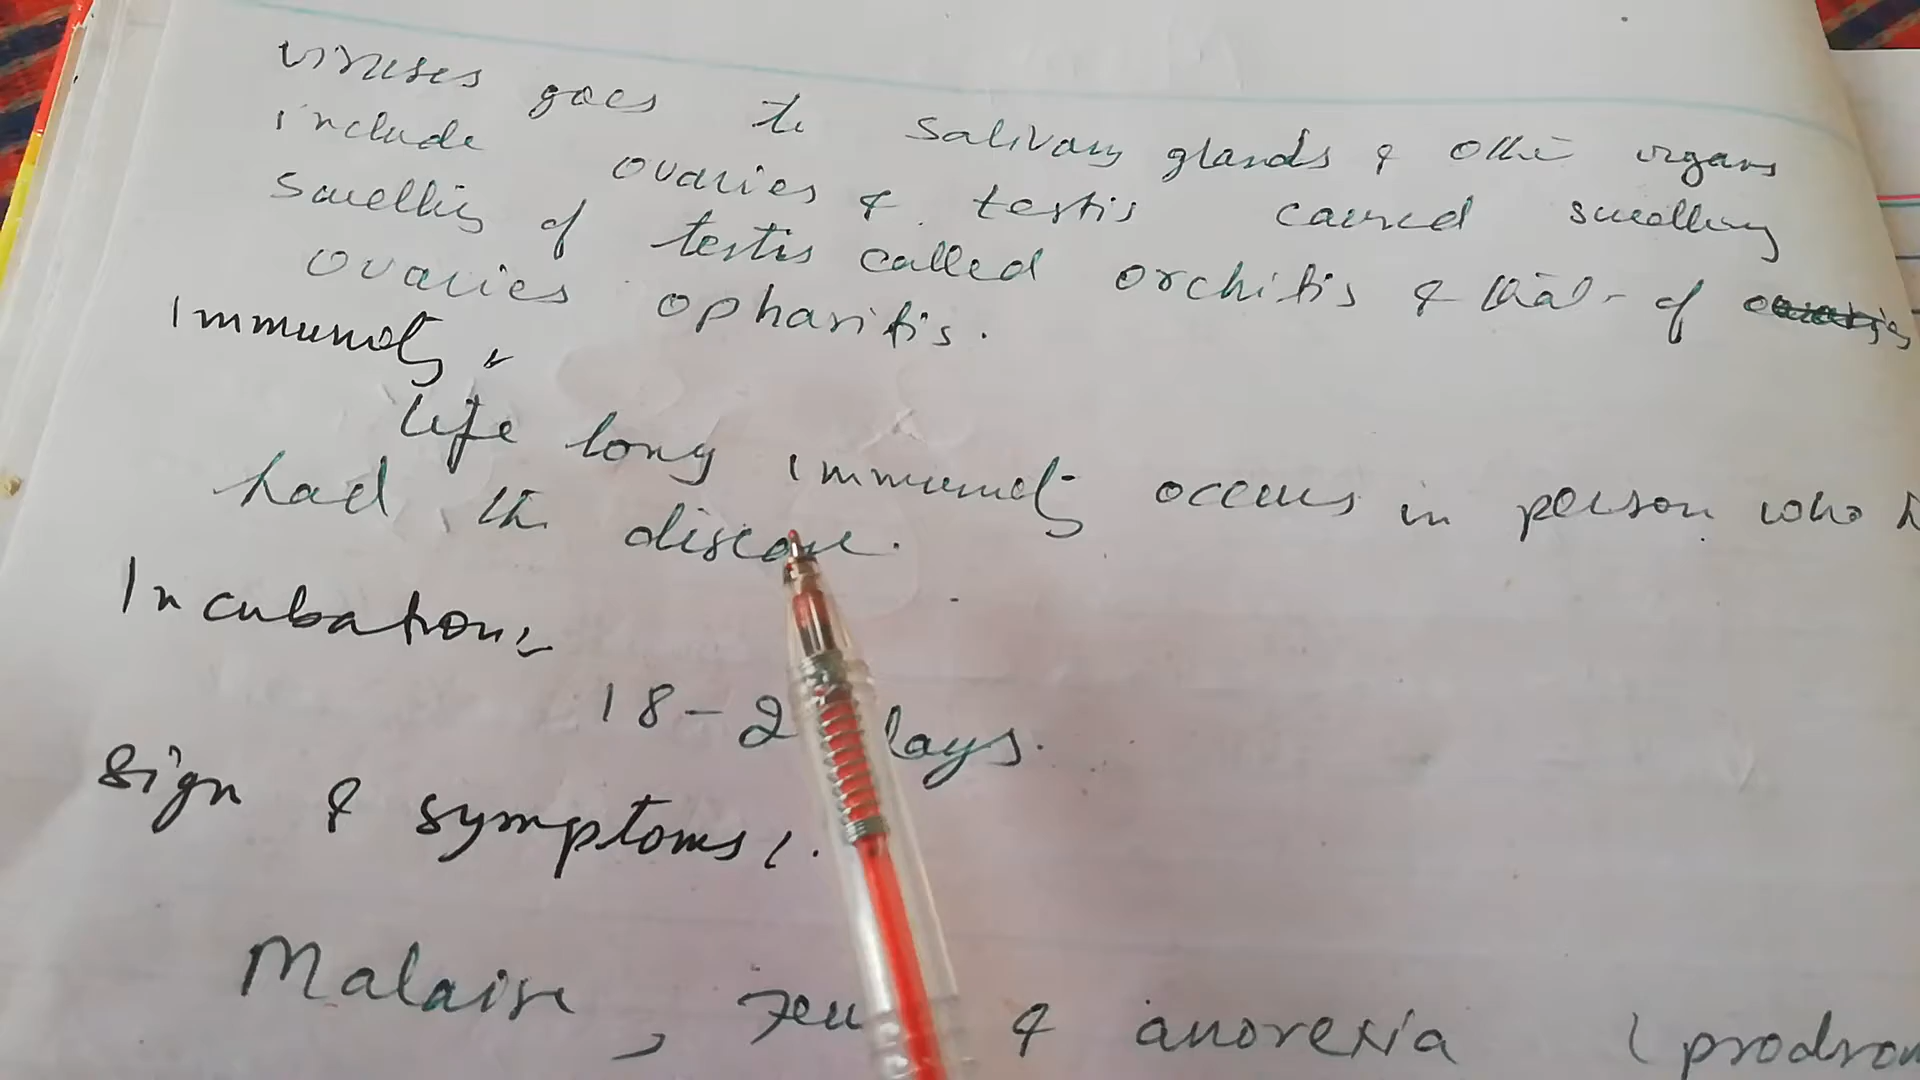 viruses goes to salivary glands & other organs
include ovaries & testis caused swelling
swelling of testis called orchitis & that of
ovaries opharitis.
Immunity
Life long immunity occurs in person who
had the disease.
Incubation:
18-2 days.
Sign & symptoms:
Malaise, & anorexia (prodrom